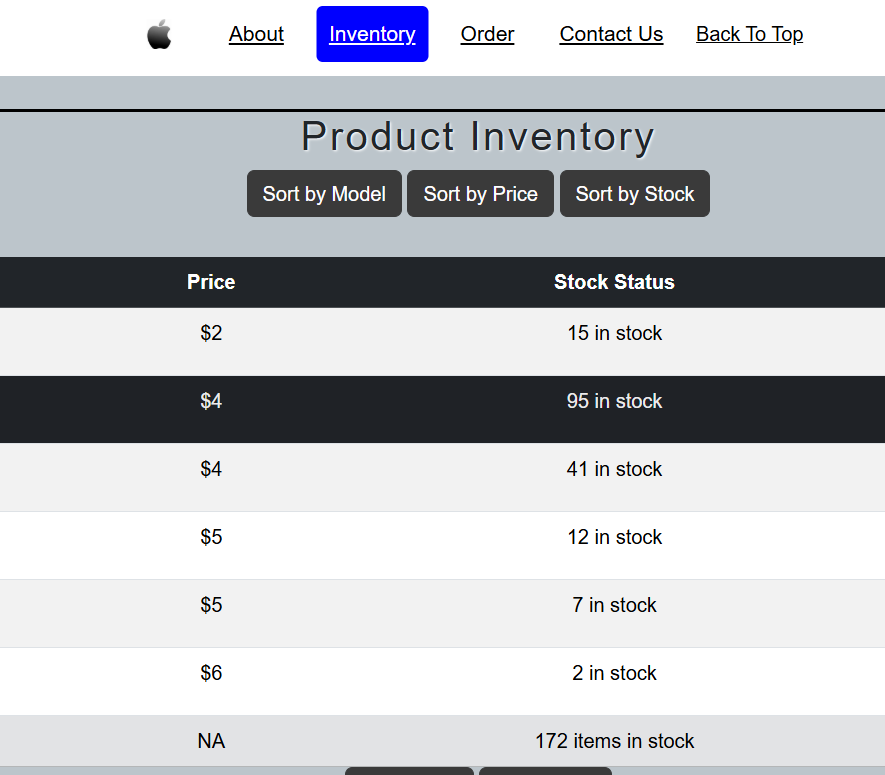 About Inventory Order Contact Us Back To Top
Product Inventory
Sort by Model Sort by Price Sort by Stock
Price Stock Status
$2 15 in stock
$4 95 in stock
$4 41 in stock
$5 12 in stock
$5 7 in stock
$6 2 in stock
NA 172 items in stock